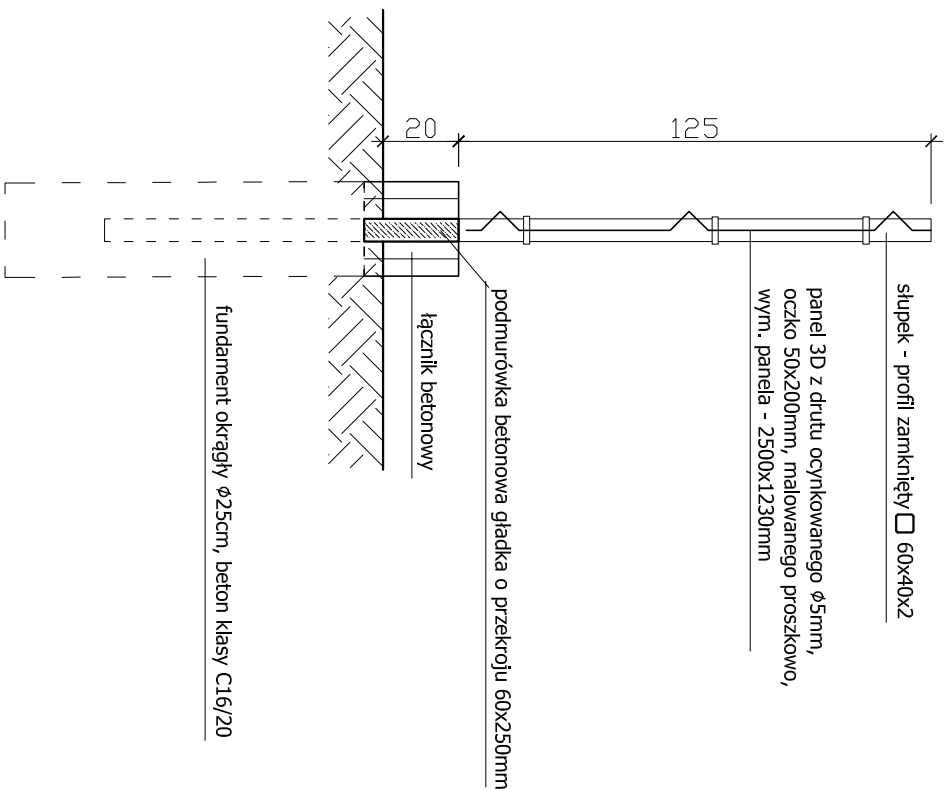 słupek - profil zamknięty 60x40x2
panel 3D z drutu ocynkowanego ϕ5mm,
oczko 50x200mm, malowanego proszkowo,
wym. panela - 2500x1230mm
podmurówka betonowa gładka o przekroju 60x250mm
łącznik betonowy
fundament okrągły ϕ25cm, beton klasy C16/20
125
20